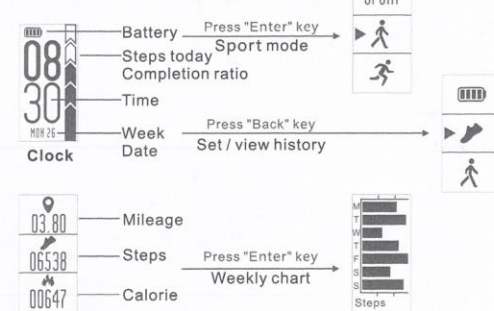 Battery
Press "Enter" key
Sport mode
Steps today
Completion ratio
08
30
Time
MON 26
Week
Date
Clock
Press "Back" key
Set / view history
03.80
Mileage
06538
Steps
00647
Calorie
Press "Enter" key
Weekly chart
M
T
W
T
F
S
S
Steps